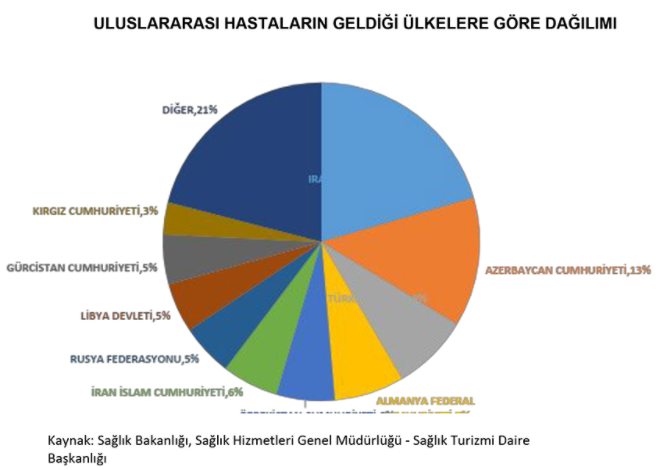 ULUSLARARASI HASTALARIN GELDİĞİ ÜLKELERE GÖRE DAĞILIMI
DİĞER,21%
KIRGIZ CUMHURİYETİ,3%
GÜRCİSTAN CUMHURİYETİ,5%
AZERBAYCAN CUMHURİYETİ,13%
LİBYA DEVLETİ,5%
RUSYA FEDERASYONU,5%
İRAN İSLAM CUMHURİYETİ,6%
ALMANYA FEDERAL
Kaynak: Sağlık Bakanlığı, Sağlık Hizmetleri Genel Müdürlüğü - Sağlık Turizmi Daire
Başkanlığı